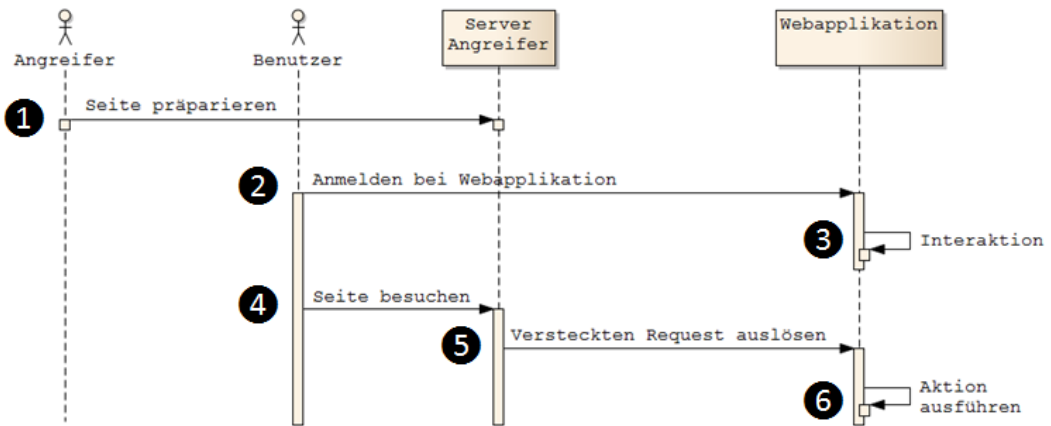 Angreifer
Benutzer
Server
Angreifer
Webapplikation
1
Seite präparieren
2
Anmelden bei Webapplikation
3
Interaktion
4
Seite besuchen
5
Versteckten Request auslösen
6
Aktion
ausführen